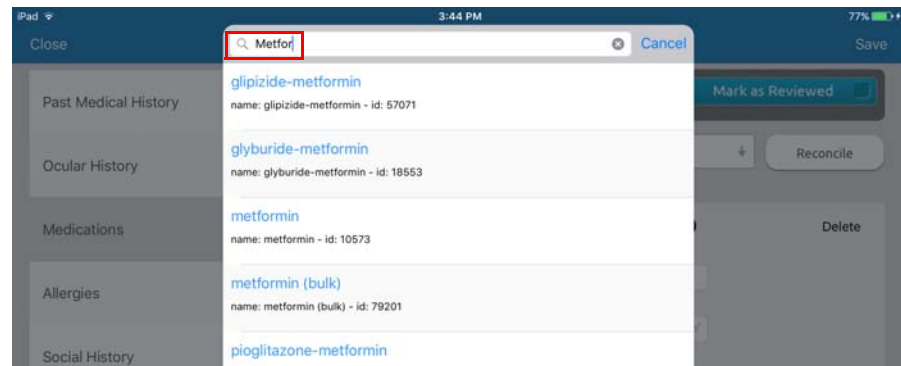 iPad 3:44 PM 77%
Close Metfor Cancel Save
glipizide-metformin
name: glipizide-metformin - id: 57071
glyburide-metformin
name: glyburide-metformin - id: 18553
metformin
name: metformin - id: 10573
metformin (bulk)
name: metformin (bulk) - id: 79201
pioglitazone-metformin
Past Medical History
Ocular History
Medications
Allergies
Social History
Mark as Reviewed
Reconcile
Delete